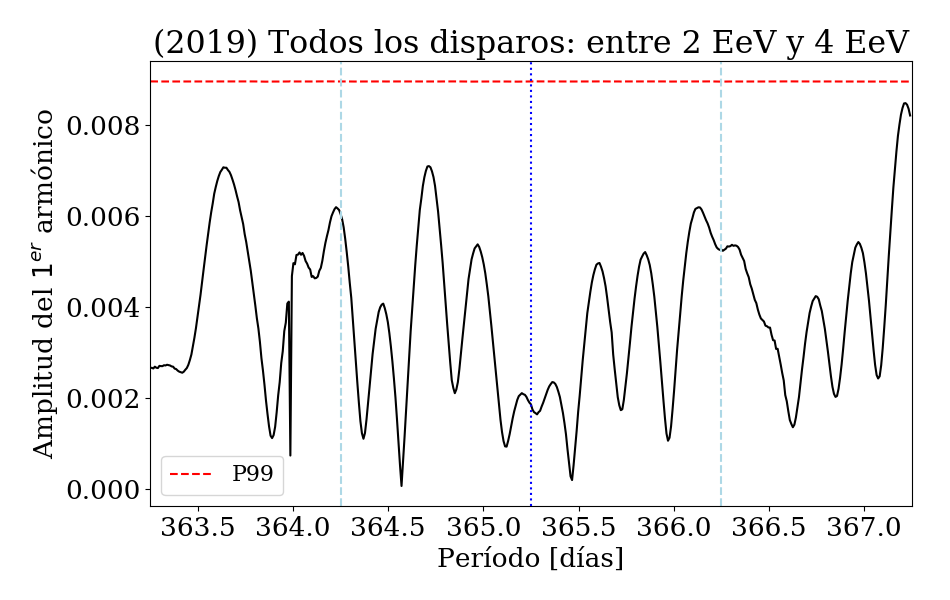 (2019) Todos los disparos: entre 2 EeV y 4 EeV
Amplitud del 1^{er} armónico
0.008
0.006
0.004
0.002
0.000
P99
363.5 364.0 364.5 365.0 365.5 366.0 366.5 367.0
Período [días]